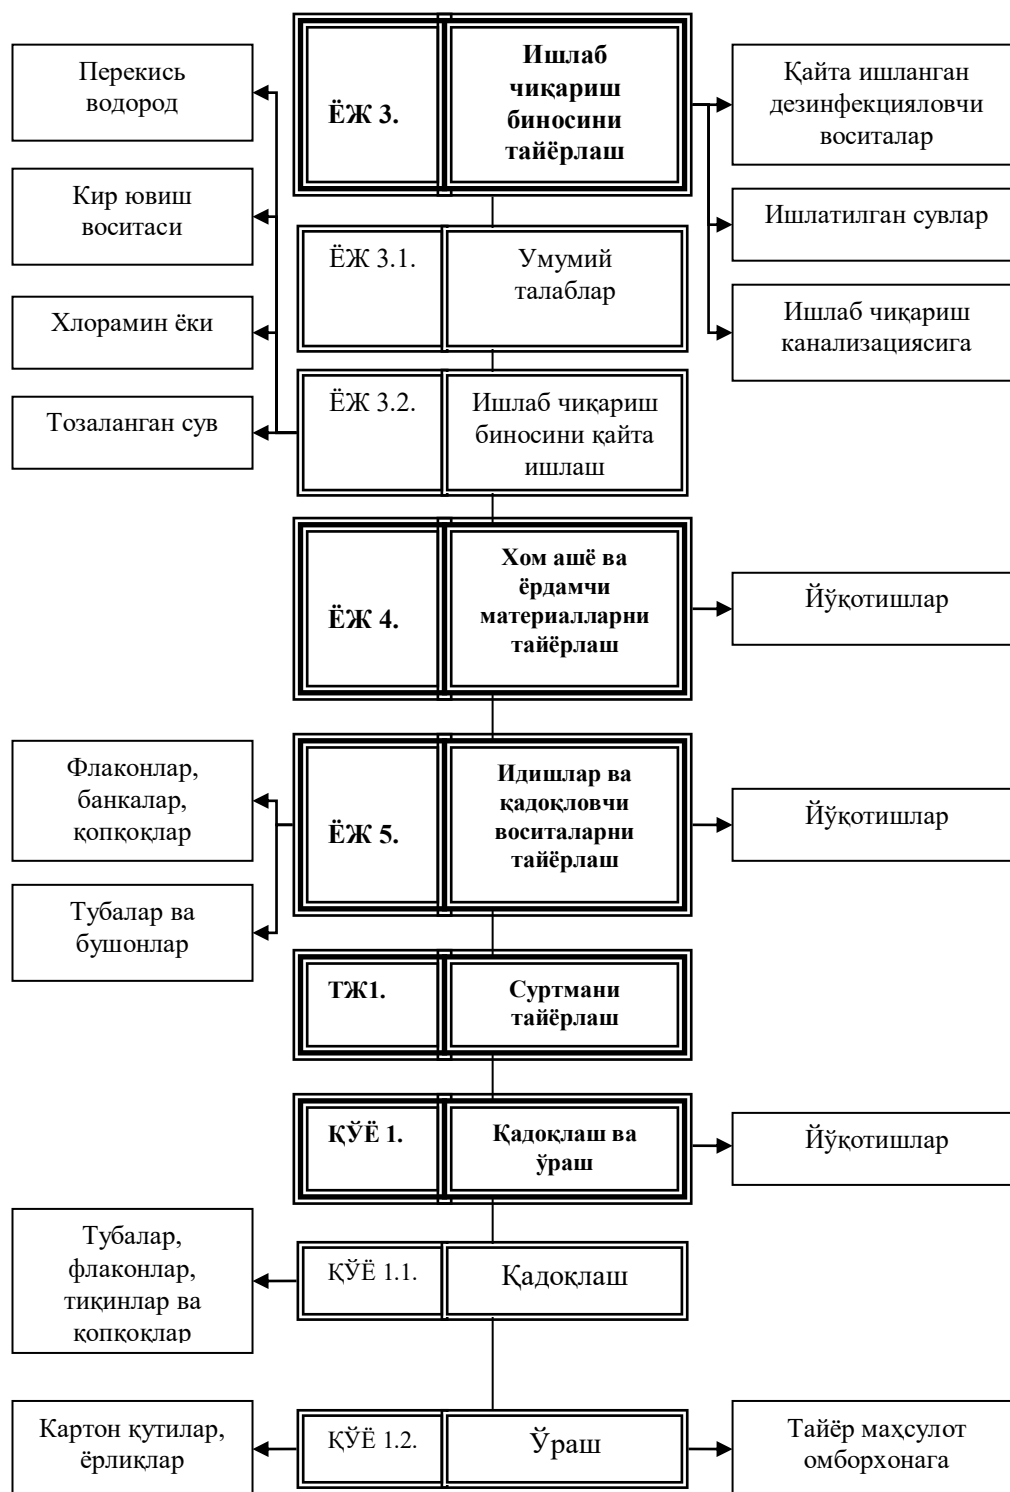 Перекись
водород
ЁЖ 3.
Ишлаб
чиқариш
биносини
тайёрлаш
Қайта ишланган
дезинфекцияловчи
воситалар
Кир ювиш
воситаси
Ишлатилган сувлар
ЁЖ 3.1.
Умумий
талаблар
Хлорамин ёки
Ишлаб чиқариш
канализациясига
Тозаланган сув
ЁЖ 3.2.
Ишлаб чиқариш
биносини қайта
ишлаш
ЁЖ 4.
Хом ашё ва
ёрдамчи
материалларни
тайёрлаш
Йўқотишлар
Флаконлар,
банкалар,
қопқоқлар
ЁЖ 5.
Идишлар ва
қадоқловчи
воситаларни
тайёрлаш
Йўқотишлар
Тубалар ва
бушонлар
ТЖ1.
Суртмани
тайёрлаш
ҚЎЁ 1.
Қадоқлаш ва
ўраш
Йўқотишлар
Тубалар,
флаконлар,
тиқинлар ва
қопқоқлар
ҚЎЁ 1.1.
Қадоқлаш
Картон қутилар,
ёрлиқлар
ҚЎЁ 1.2.
Ўраш
Тайёр маҳсулот
омборхонага